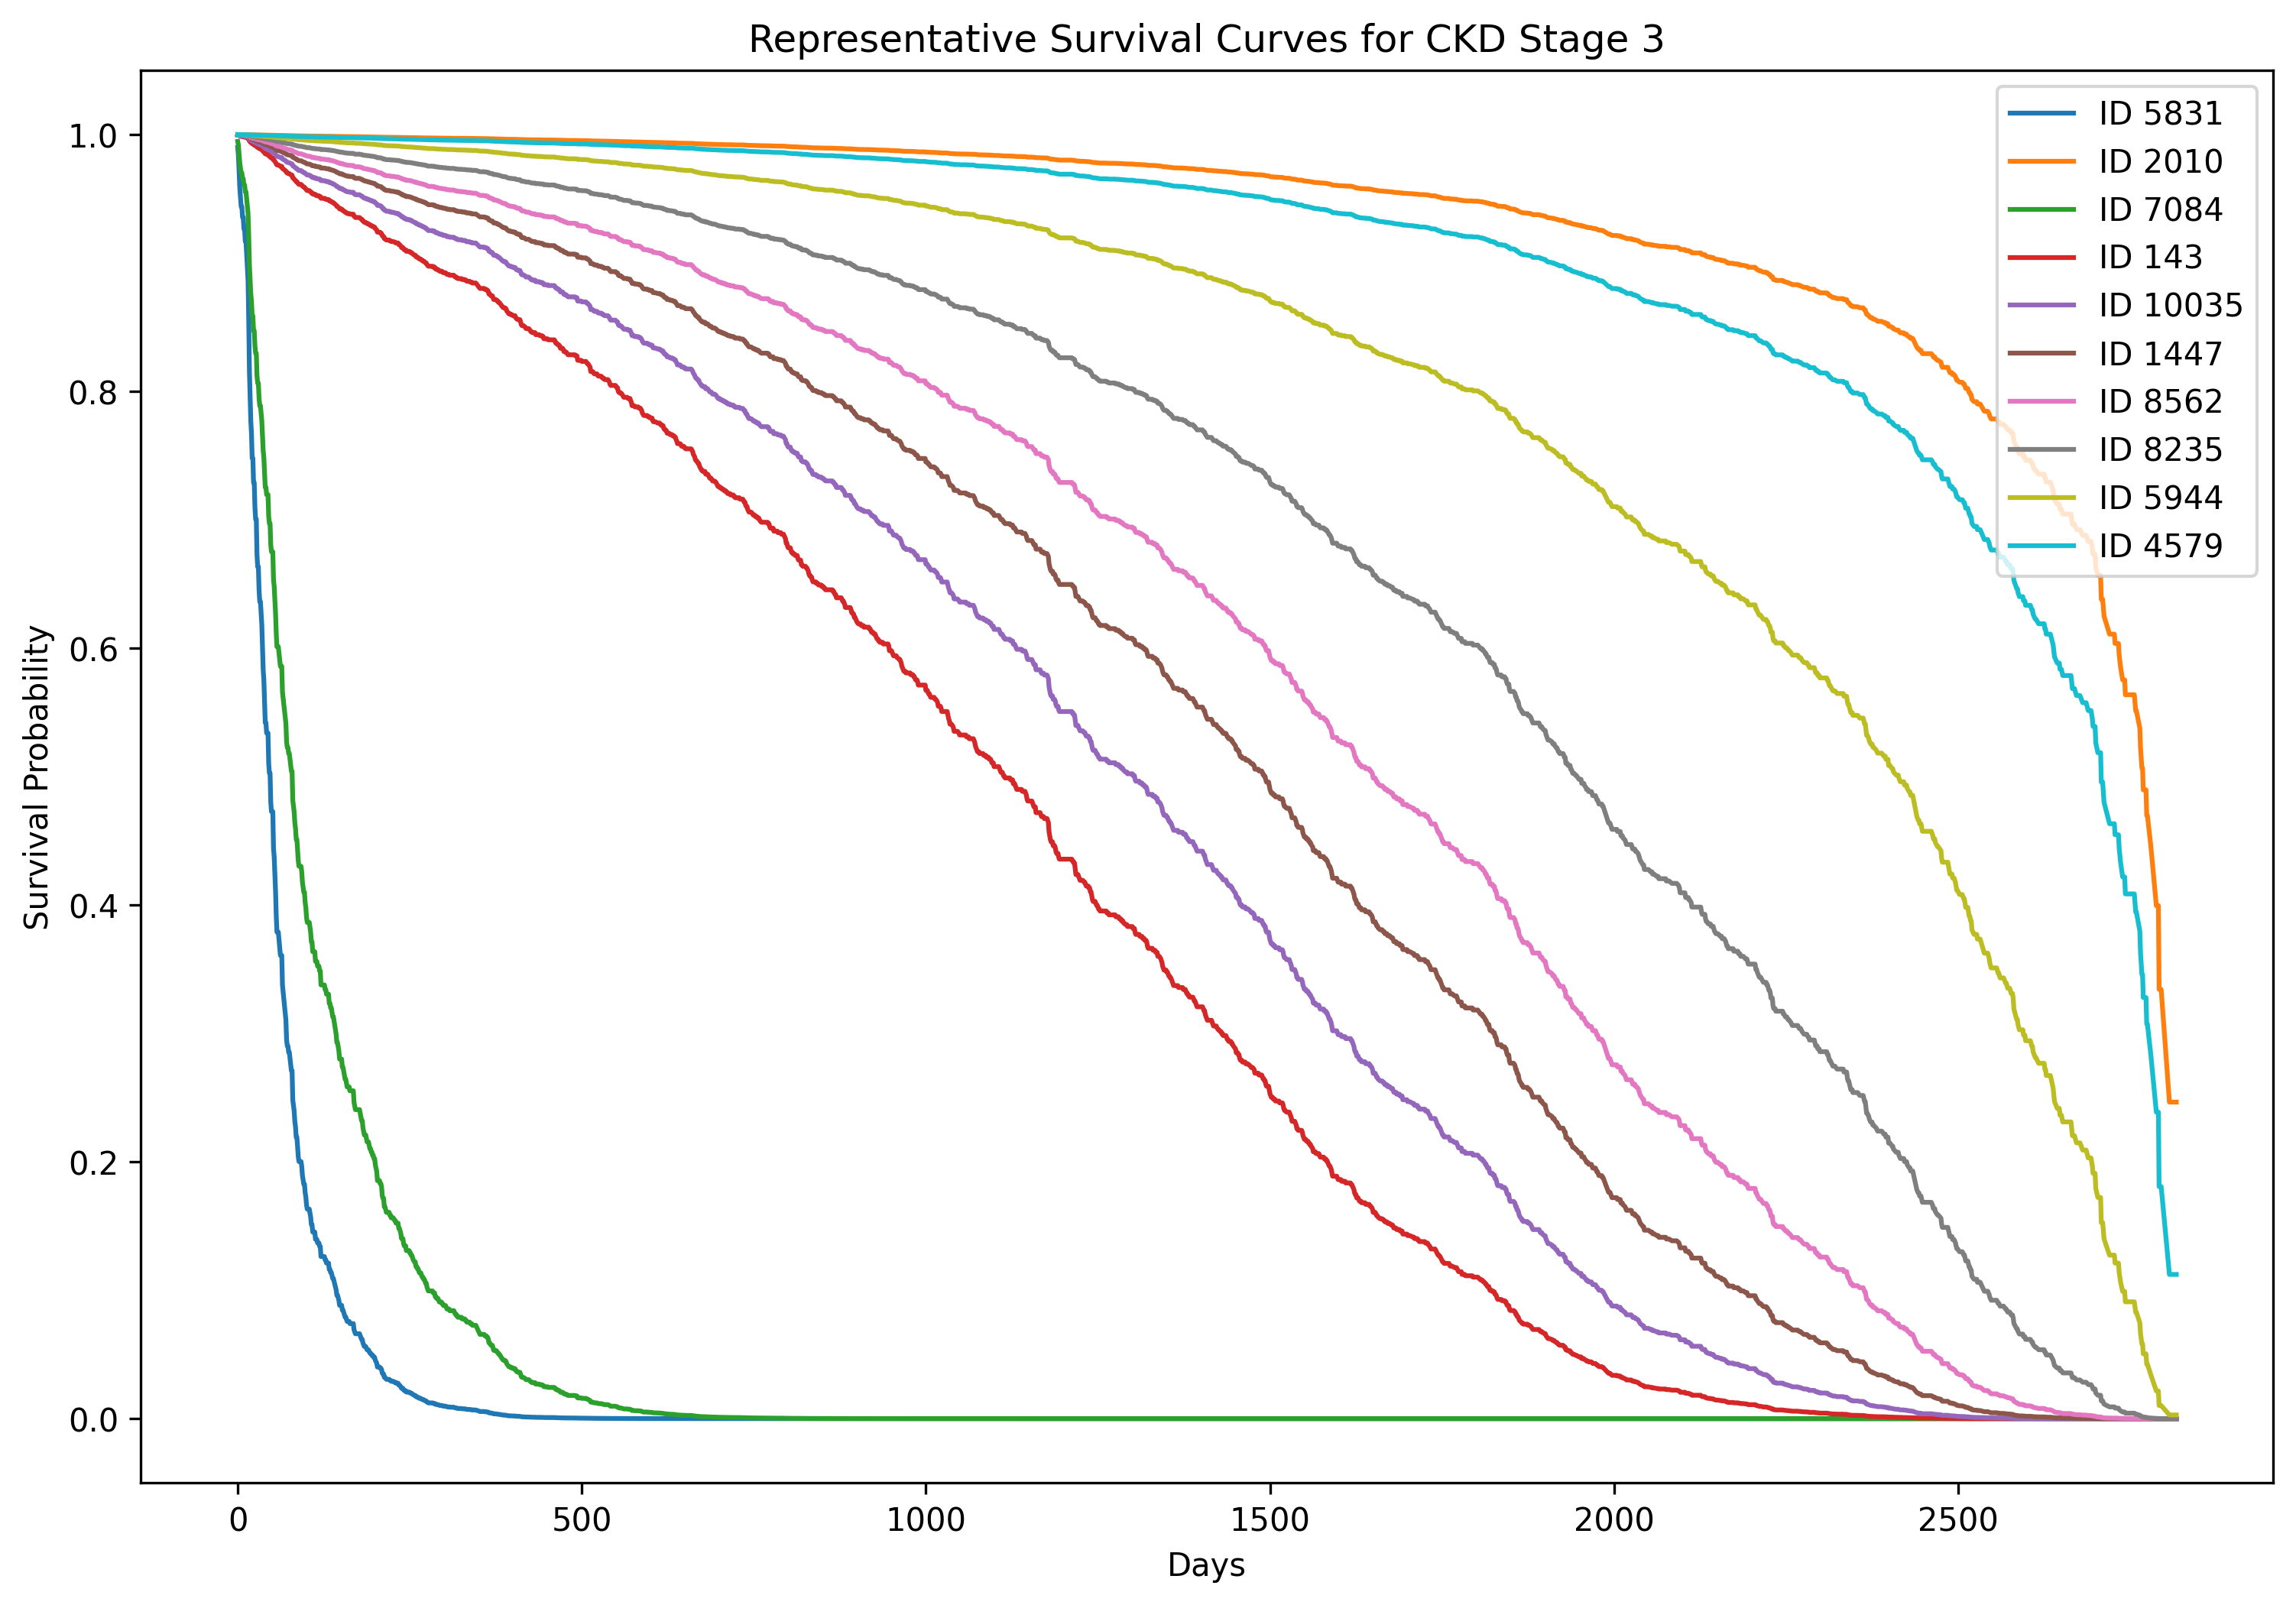 Representative Survival Curves for CKD Stage 3
Survival Probability
1.0
0.8
0.6
0.4
0.2
0.0
0
500
1000
1500
2000
2500
Days
ID 5831
ID 2010
ID 7084
ID 143
ID 10035
ID 1447
ID 8562
ID 8235
ID 5944
ID 4579